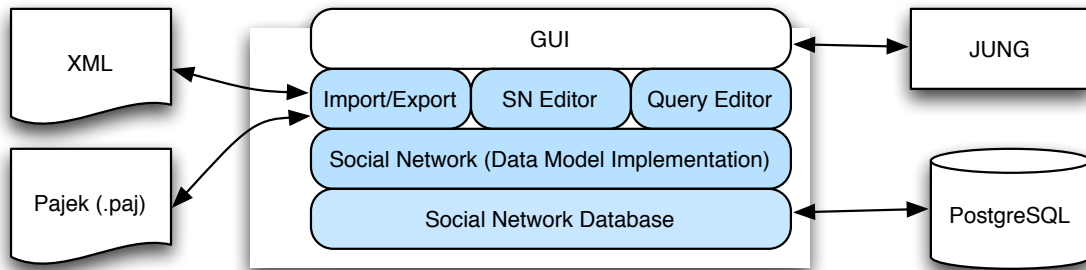 XML
GUI
JUNG
Import/Export
SN Editor
Query Editor
Social Network (Data Model Implementation)
Pajek (.paj)
Social Network Database
PostgreSQL